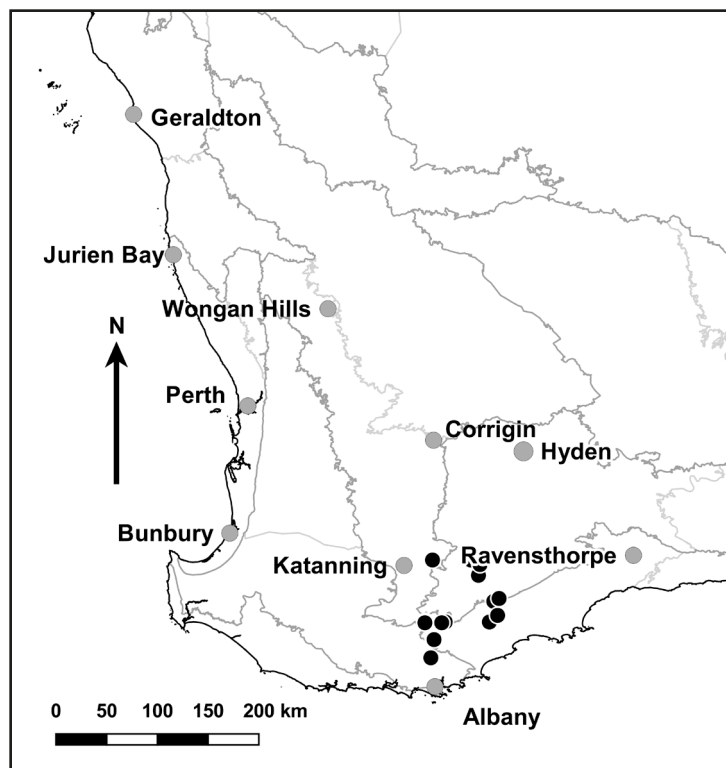 Geraldton
Jurien Bay
Wongan Hills
N
Perth
Corrigin
Hyden
Bunbury
Katanning
Ravensthorpe
0 50 100 150 200 km
Albany